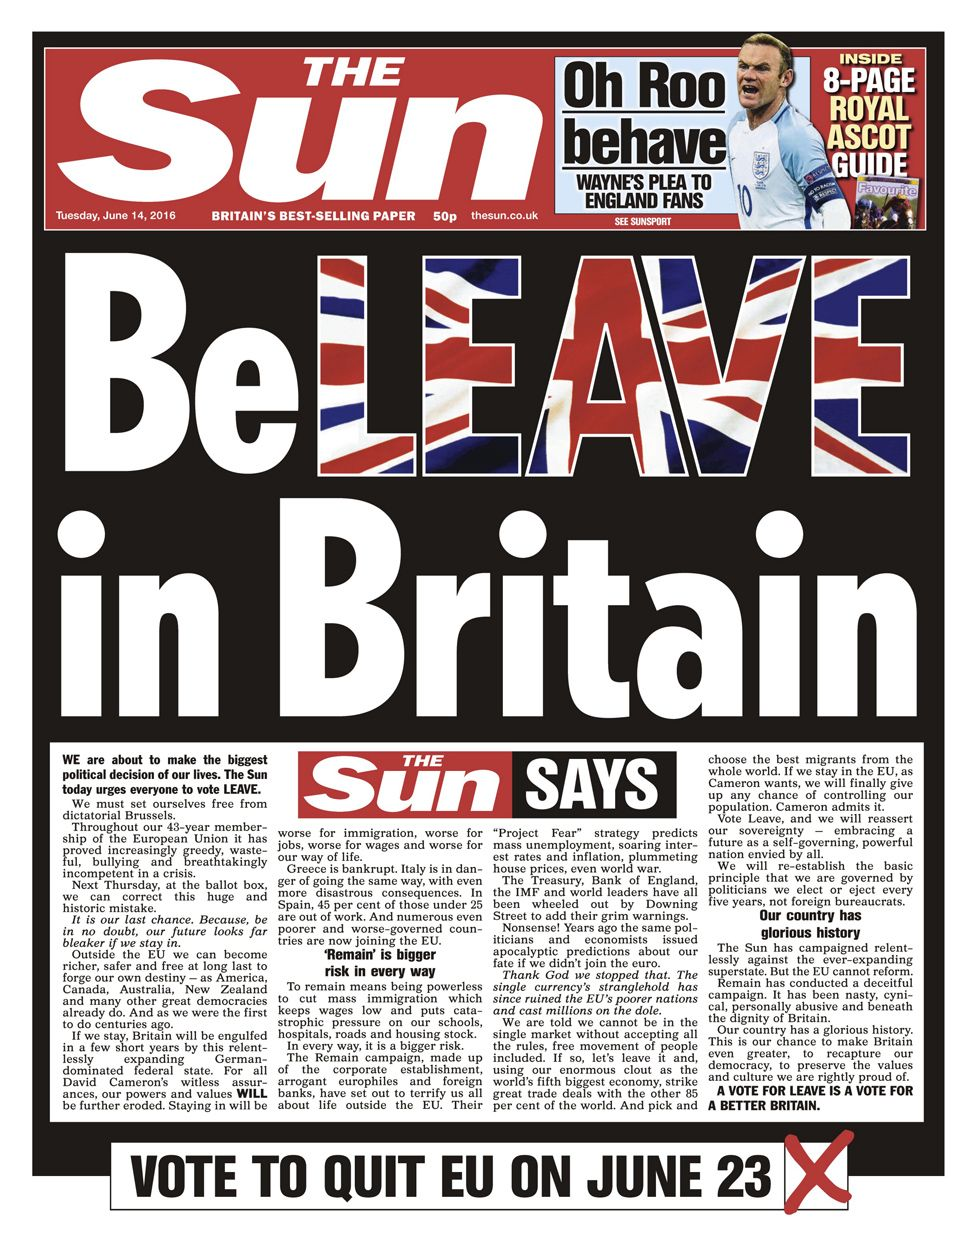 THE
Sun
Tuesday, June 14, 2016
BRITAIN'S BEST-SELLING PAPER
50p
thesun.co.uk
Oh Roo
behave
WAYNE'S PLEA TO
ENGLAND FANS
SEE SUNSPORT
10
INSIDE
8-PAGE
ROYAL
ASCOT
GUIDE
Favourite
BeLEAVE
in Britain
WE are about to make the biggest
political decision of our lives. The Sun
today urges everyone to vote LEAVE.
We must set ourselves free from
dictatorial Brussels.
Throughout our 43-year member-
ship of the European Union it has
proved increasingly greedy, waste-
ful, bullying and breathtakingly
incompetent in a crisis.
Next Thursday, at the ballot box,
we can correct this huge and
historic mistake.
It is our last chance. Because, be
in no doubt, our future looks far
bleaker if we stay in.
Outside the EU we can become
richer, safer and free at long last to
forge our own destiny – as America,
Canada, Australia, New Zealand
and many other great democracies
already do. And as we were the first
to do centuries ago.
If we stay, Britain will be engulfed
in a few short years by this relent-
lessly expanding German-
dominated federal state. For all
David Cameron's witless assur-
ances, our powers and values WILL
be further eroded. Staying in will be
THE
Sun
SAYS
worse for immigration, worse for
jobs, worse for wages and worse for
our way of life.
Greece is bankrupt. Italy is in dan-
ger of going the same way, with even
more disastrous consequences. In
Spain, 45 per cent of those under 25
are out of work. And numerous even
poorer and worse-governed coun-
tries are now joining the EU.
'Remain' is bigger
risk in every way
To remain means being powerless
to cut mass immigration which
keeps wages low and puts cata-
strophic pressure on our schools,
hospitals, roads and housing stock.
In every way, it is a bigger risk.
The Remain campaign, made up
of the corporate establishment,
arrogant europhiles and foreign
banks, have set out to terrify us all
about life outside the EU. Their
"Project Fear" strategy predicts
mass unemployment, soaring inter-
est rates and inflation, plummeting
house prices, even world war.
The Treasury, Bank of England,
the IMF and world leaders have all
been wheeled out by Downing
Street to add their grim warnings.
Nonsense! Years ago the same pol-
iticians and economists issued
apocalyptic predictions about our
fate if we didn't join the euro.
Thank God we stopped that. The
single currency's stranglehold has
since ruined the EU's poorer nations
and cast millions on the dole.
We are told we cannot be in the
single market without accepting all
the rules, free movement of people
included. If so, let's leave it and,
using our enormous clout as the
world's fifth biggest economy, strike
great trade deals with the other 85
per cent of the world. And pick and
choose the best migrants from the
whole world. If we stay in the EU, as
Cameron wants, we will finally give
up any chance of controlling our
population. Cameron admits it.
Vote Leave, and we will reassert
our sovereignty – embracing a
future as a self-governing, powerful
nation envied by all.
We will re-establish the basic
principle that we are governed by
politicians we elect or eject every
five years, not foreign bureaucrats.
Our country has
glorious history
The Sun has campaigned relent-
lessly against the ever-expanding
superstate. But the EU cannot reform.
Remain has conducted a deceitful
campaign. It has been nasty, cyni-
cal, personally abusive and beneath
the dignity of Britain.
Our country has a glorious history.
This is our chance to make Britain
even greater, to recapture our
democracy, to preserve the values
and culture we are rightly proud of.
A VOTE FOR LEAVE IS A VOTE FOR
A BETTER BRITAIN.
VOTE TO QUIT EU ON JUNE 23